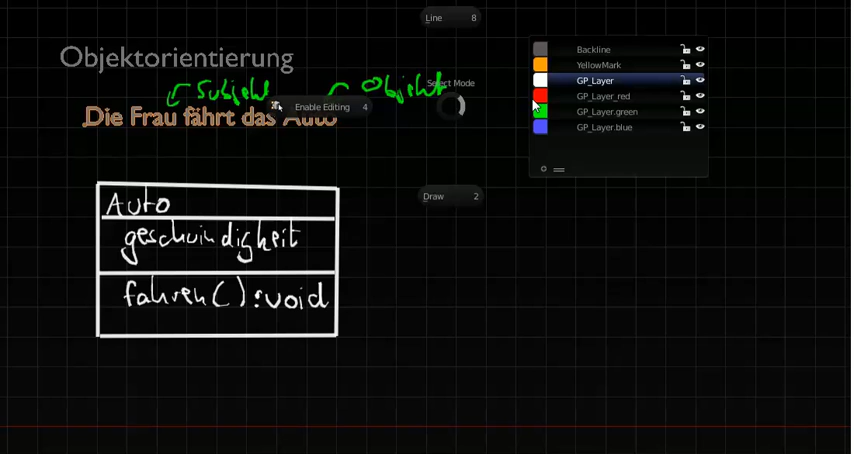 Line 8
Objektorientierung
Backline
YellowMark
GP_Layer
GP_Layer_red
GP_Layer.green
GP_Layer.blue
Subjekt
Objekt
Select Mode
Enable Editing 4
Die Frau fährt das Auto
Draw 2
Auto
geschwindigkeit
fahren():void